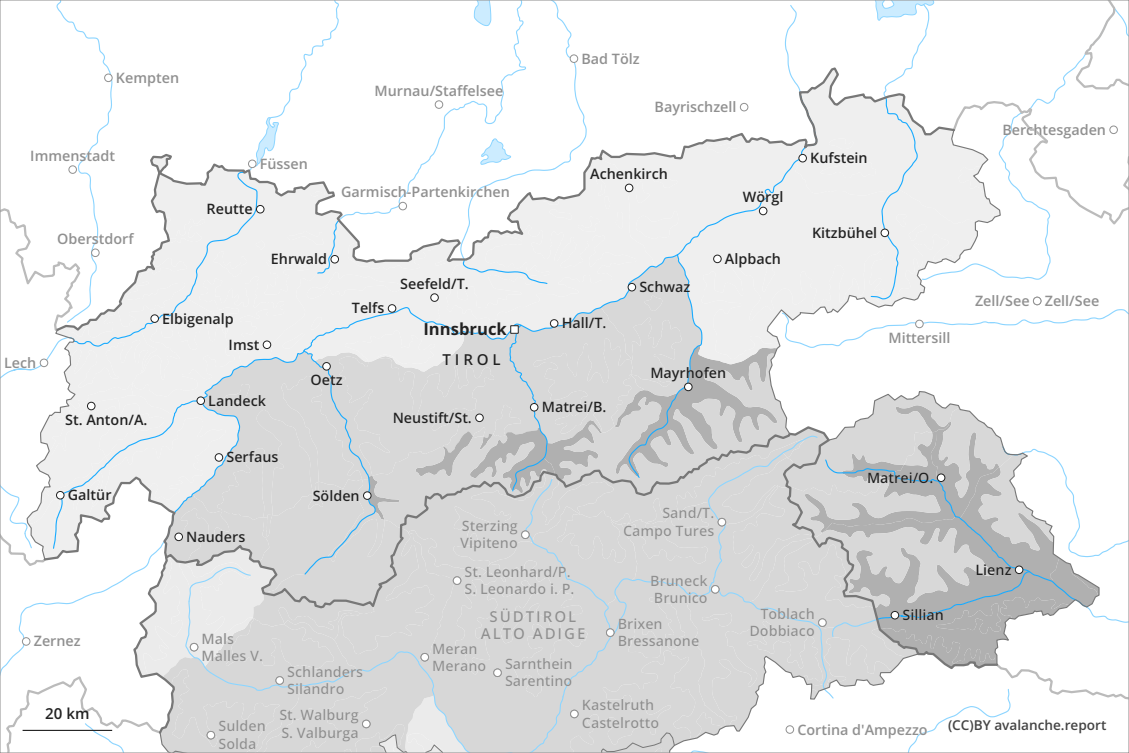 Kempten
Bad Tölz
Murnau/Staffelsee
Bayrischzell
Berchtesgaden
Immenstadt
Füssen
Kufstein
Achenkirch
Garmisch-Partenkirchen
Wörgl
Reutte
Kitzbühel
Oberstdorf
Ehrwald
Alpbach
Seefeld/T.
Schwaz
Zell/See
Zell/See
Telfs
Elbigenalp
Innsbruck
Hall/T.
Mittersill
Imst
TIROL
Lech
Oetz
Mayrhofen
Landeck
St. Anton/A.
Neustift/St.
Matrei/B.
Serfaus
Matrei/O.
Galtür
Sölden
Sand/T.
Campo Tures
Sterzing
Vipiteno
Nauders
Lienz
St. Leonhard/P.
S. Leonardo i. P.
Bruneck
Brunico
SÜDTIROL
ALTO ADIGE
Toblach
Dobbiaco
Sillian
Brixen
Bressanone
Zernez
Mals
Malles V.
Meran
Merano
Sarnthein
Sarentino
Schlanders
Silandro
Kastelruth
Castelrotto
20 km
St. Walburg
S. Valburga
Sulden
Solda
Cortina d'Ampezzo
(CC)BY avalanche.report